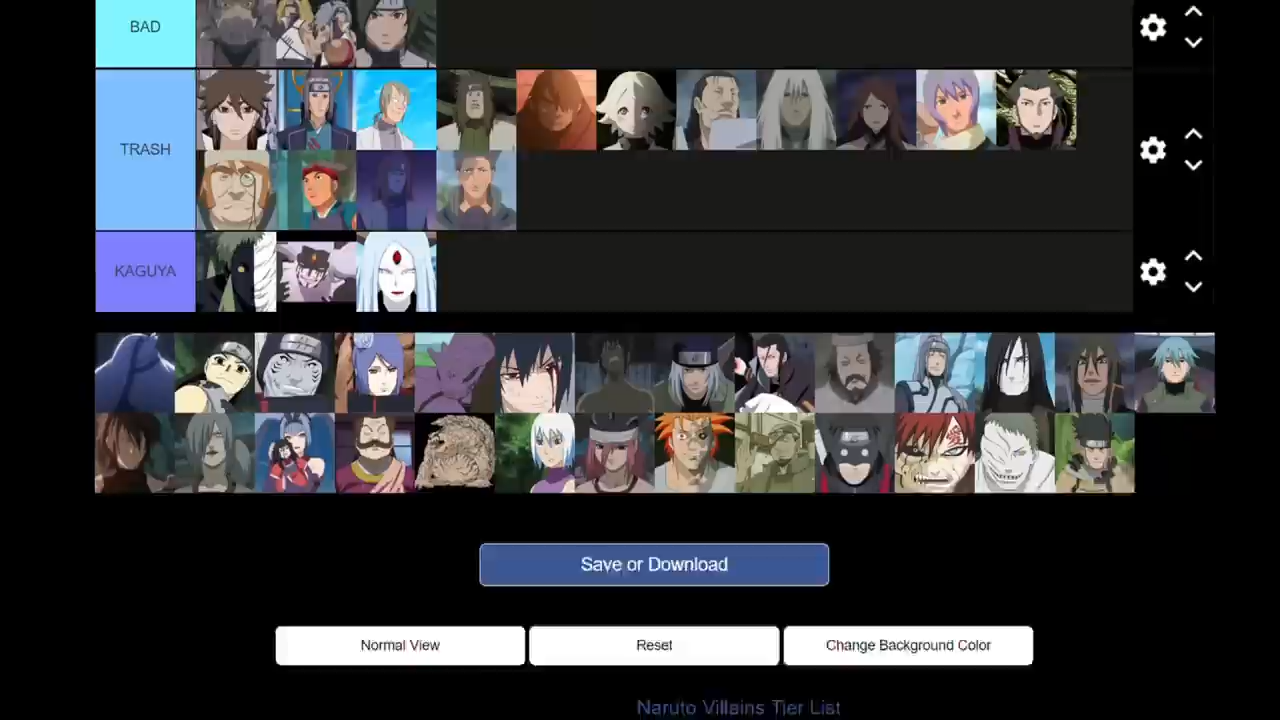 BAD
TRASH
KAGUYA
Save or Download
Normal View
Reset
Change Background Color
Naruto Villains Tier List